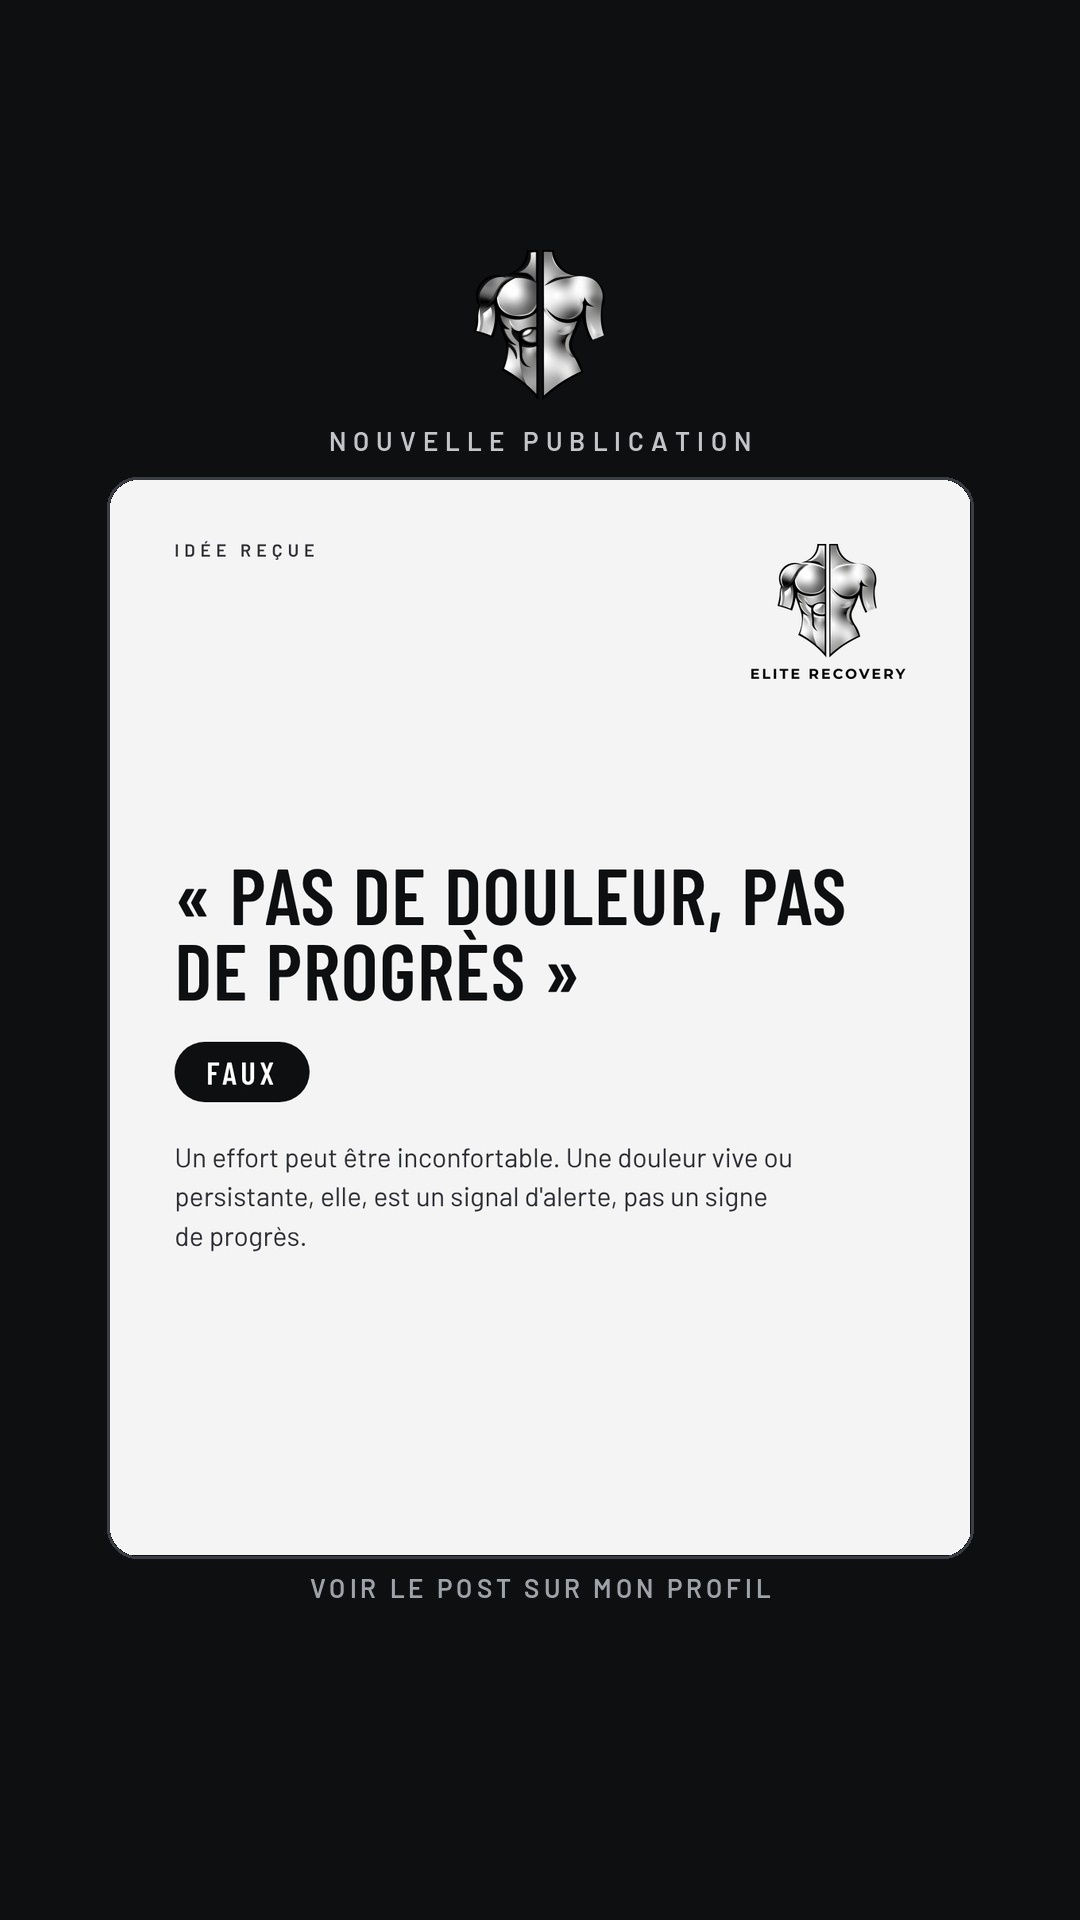 NOUVELLE PUBLICATION
IDÉE REÇUE
ELITE RECOVERY
« PAS DE DOULEUR, PAS
DE PROGRÈS »
FAUX
Un effort peut être inconfortable. Une douleur vive ou
persistante, elle, est un signal d'alerte, pas un signe
de progrès.
VOIR LE POST SUR MON PROFIL